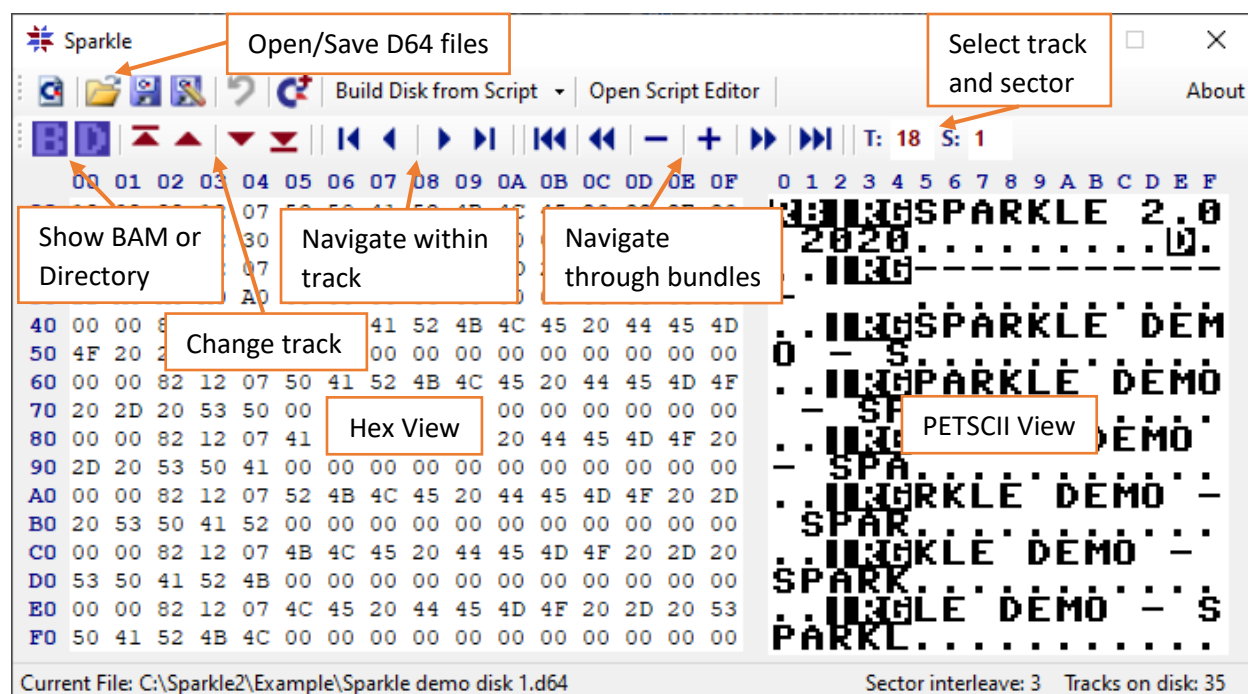 Sparkle
Open/Save D64 files
Select track
and sector
Build Disk from Script
Open Script Editor
About
T: 18 S: 1
00 01 02 03 04 05 06 07 08 09 0A 0B 0C 0D 0E 0F
0 1 2 3 4 5 6 7 8 9 A B C D E F
Show BAM or
Directory
Navigate within
track
Navigate
through bundles
Change track
07
30
07
A0
SPARKLE 2.0
2020..........D.
----------
40 00 00 41 52 4B 4C 45 20 44 45 4D
..SPARKLE DEM
50 4F 20 00 00 00 00 00 00 00 00 00
O - S...........
60 00 00 82 12 07 50 41 52 4B 4C 45 20 44 45 4D 4F
..PARKLE DEMO
70 20 2D 20 53 50 00 00 00 00 00 00 00
- SP
80 00 00 82 12 07 41 20 44 45 4D 4F 20
EMO
90 2D 20 53 50 41 00 00 00 00 00 00 00 00 00 00 00
- SPA...........
A0 00 00 82 12 07 52 4B 4C 45 20 44 45 4D 4F 20 2D
..RKLE DEMO -
B0 20 53 50 41 52 00 00 00 00 00 00 00 00 00 00 00
SPAR...........
C0 00 00 82 12 07 4B 4C 45 20 44 45 4D 4F 20 2D 20
..KLE DEMO -
D0 53 50 41 52 4B 00 00 00 00 00 00 00 00 00 00 00
SPARK...........
E0 00 00 82 12 07 4C 45 20 44 45 4D 4F 20 2D 20 53
..LE DEMO - S
F0 50 41 52 4B 4C 00 00 00 00 00 00 00 00 00 00 00
PARKL...........
Hex View
PETSCII View
Current File: C:\Sparkle2\Example\Sparkle demo disk 1.d64
Sector interleave: 3 Tracks on disk: 35